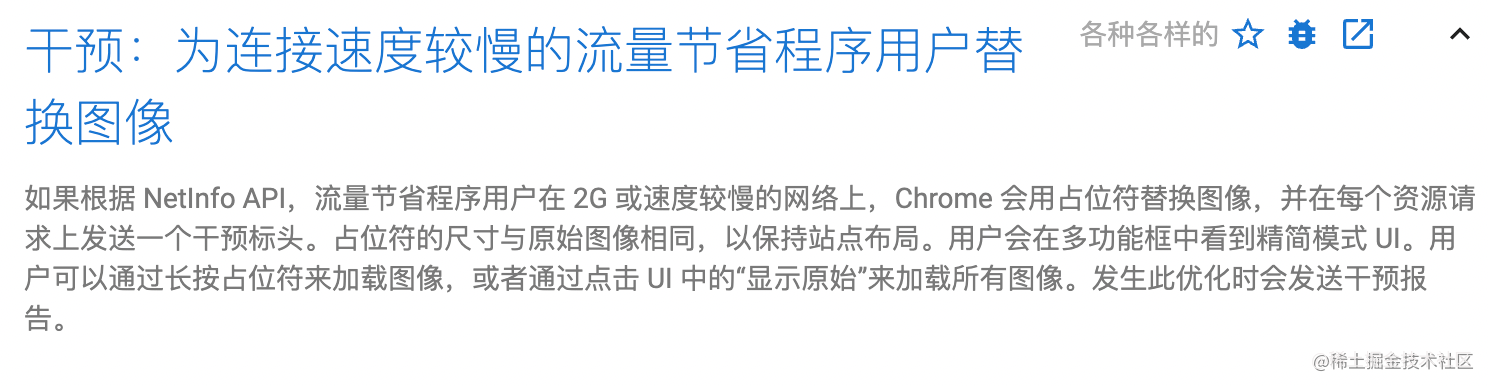 干预：为连接速度较慢的流量节省程序用户替
换图像
各种各样的
如果根据 NetInfo API，流量节省程序用户在 2G 或速度较慢的网络上，Chrome 会用占位符替换图像，并在每个资源请
求上发送一个干预标头。占位符的尺寸与原始图像相同，以保持站点布局。用户会在多功能框中看到精简模式 UI。用
户可以通过长按占位符来加载图像，或者通过点击 UI 中的“显示原始”来加载所有图像。发生此优化时会发送干预报
告。
@稀土掘金技术社区